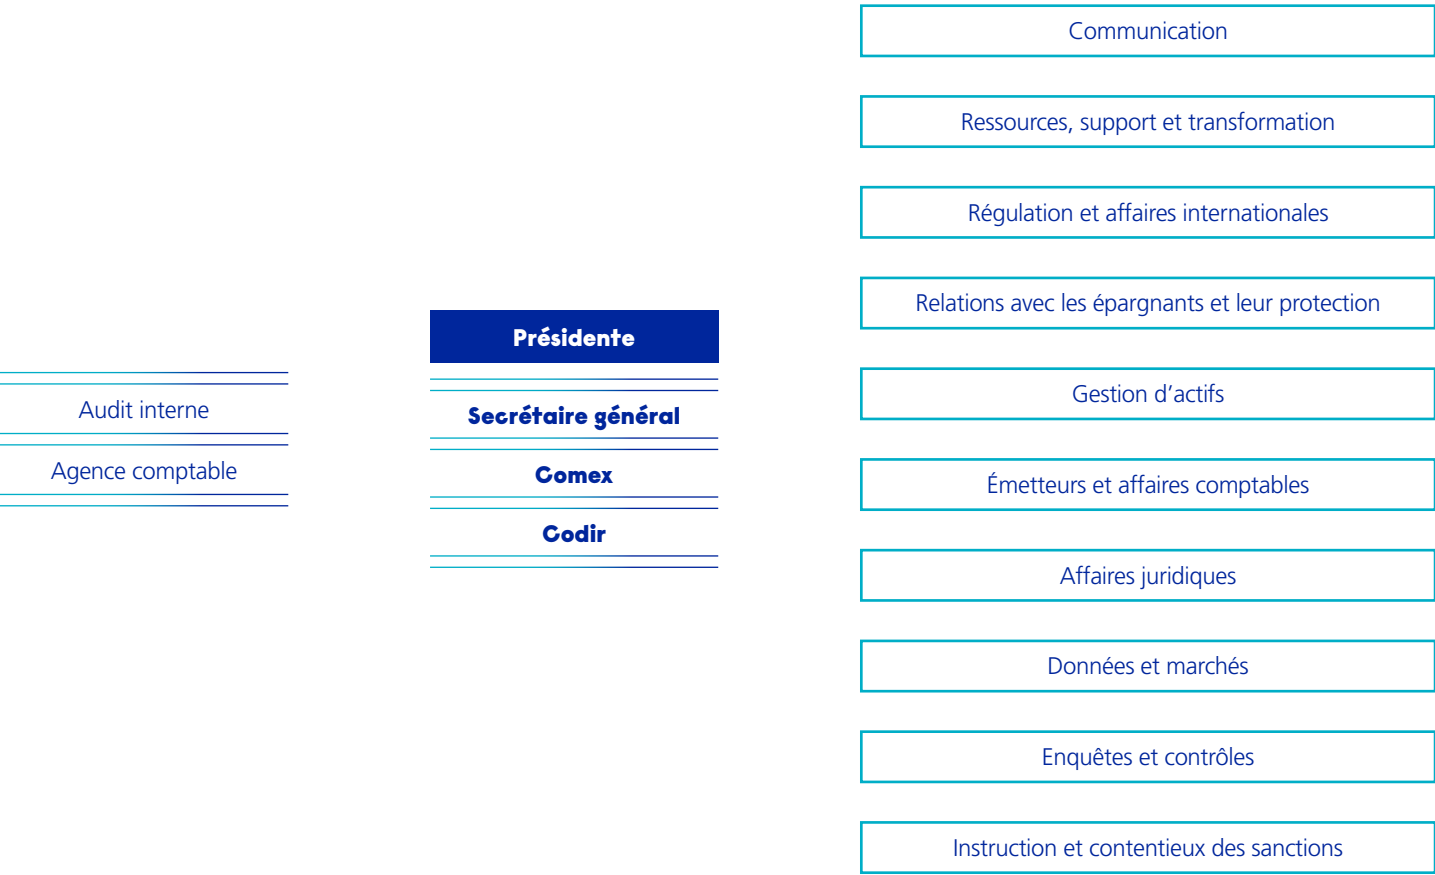 Audit interne
Agence comptable
Présidente
Secrétaire général
Comex
Codir
Communication
Ressources, support et transformation
Régulation et affaires internationales
Relations avec les épargnants et leur protection
Gestion d’actifs
Émetteurs et affaires comptables
Affaires juridiques
Données et marchés
Enquêtes et contrôles
Instruction et contentieux des sanctions